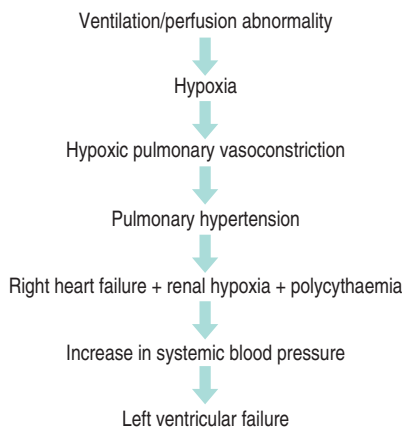 Ventilation/perfusion abnormality
Hypoxia
Hypoxic pulmonary vasoconstriction
Pulmonary hypertension
Right heart failure + renal hypoxia + polycythaemia
Increase in systemic blood pressure
Left ventricular failure